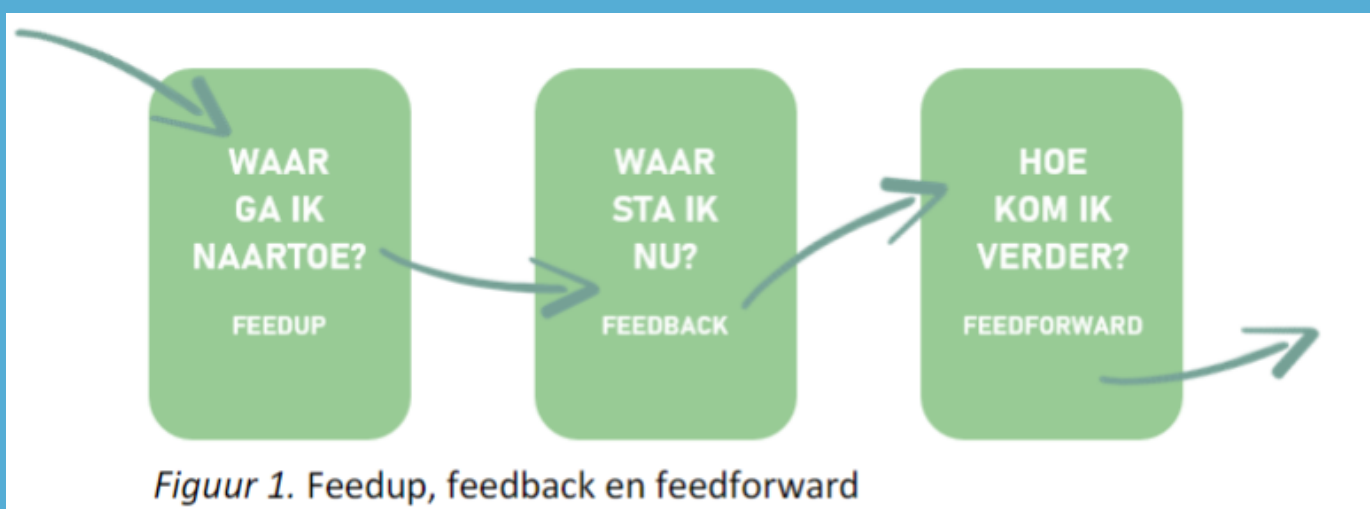 WAAR
GA IK
NAARTOE?
FEEDUP
WAAR
STA IK
NU?
FEEDBACK
HOE
KOM IK
VERDER?
FEEDFORWARD
Figuur 1. Feedup, feedback en feedforward